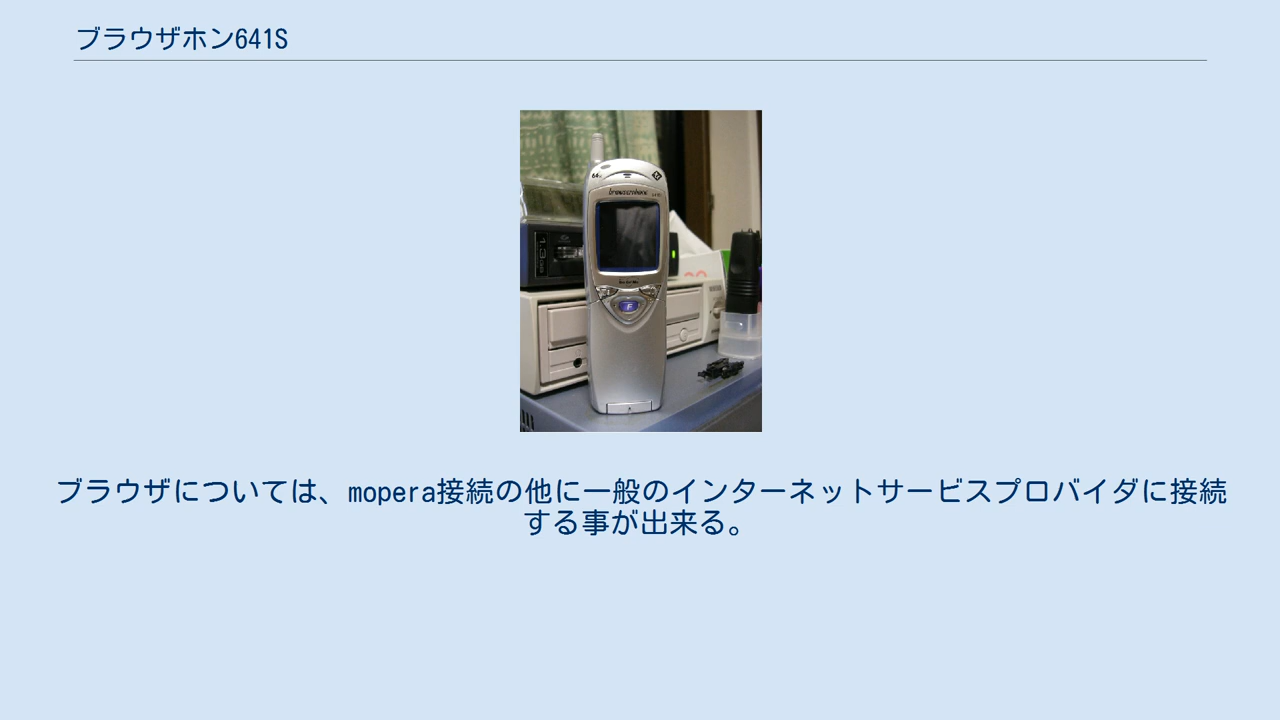 ブラウザホン641S
1.3GB
browserphone
F
ブラウザについては、mopera接続の他に一般のインターネットサービスプロバイダに接続
する事が出来る。